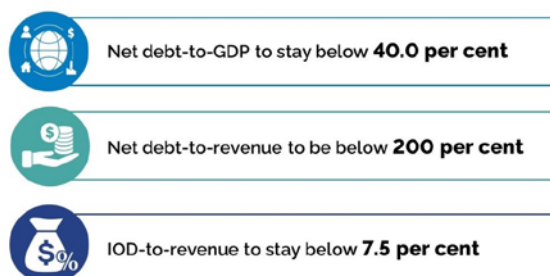 Net debt-to-GDP to stay below 40.0 per cent
Net debt-to-revenue to be below 200 per cent
IOD-to-revenue to stay below 7.5 per cent
$
$
$%